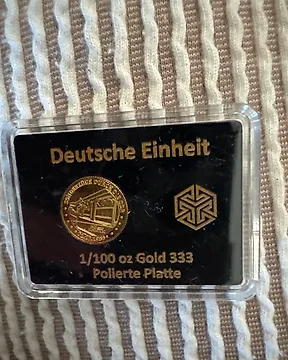 Deutsche Einheit
1/100 oz Gold 333
Polierte Platte